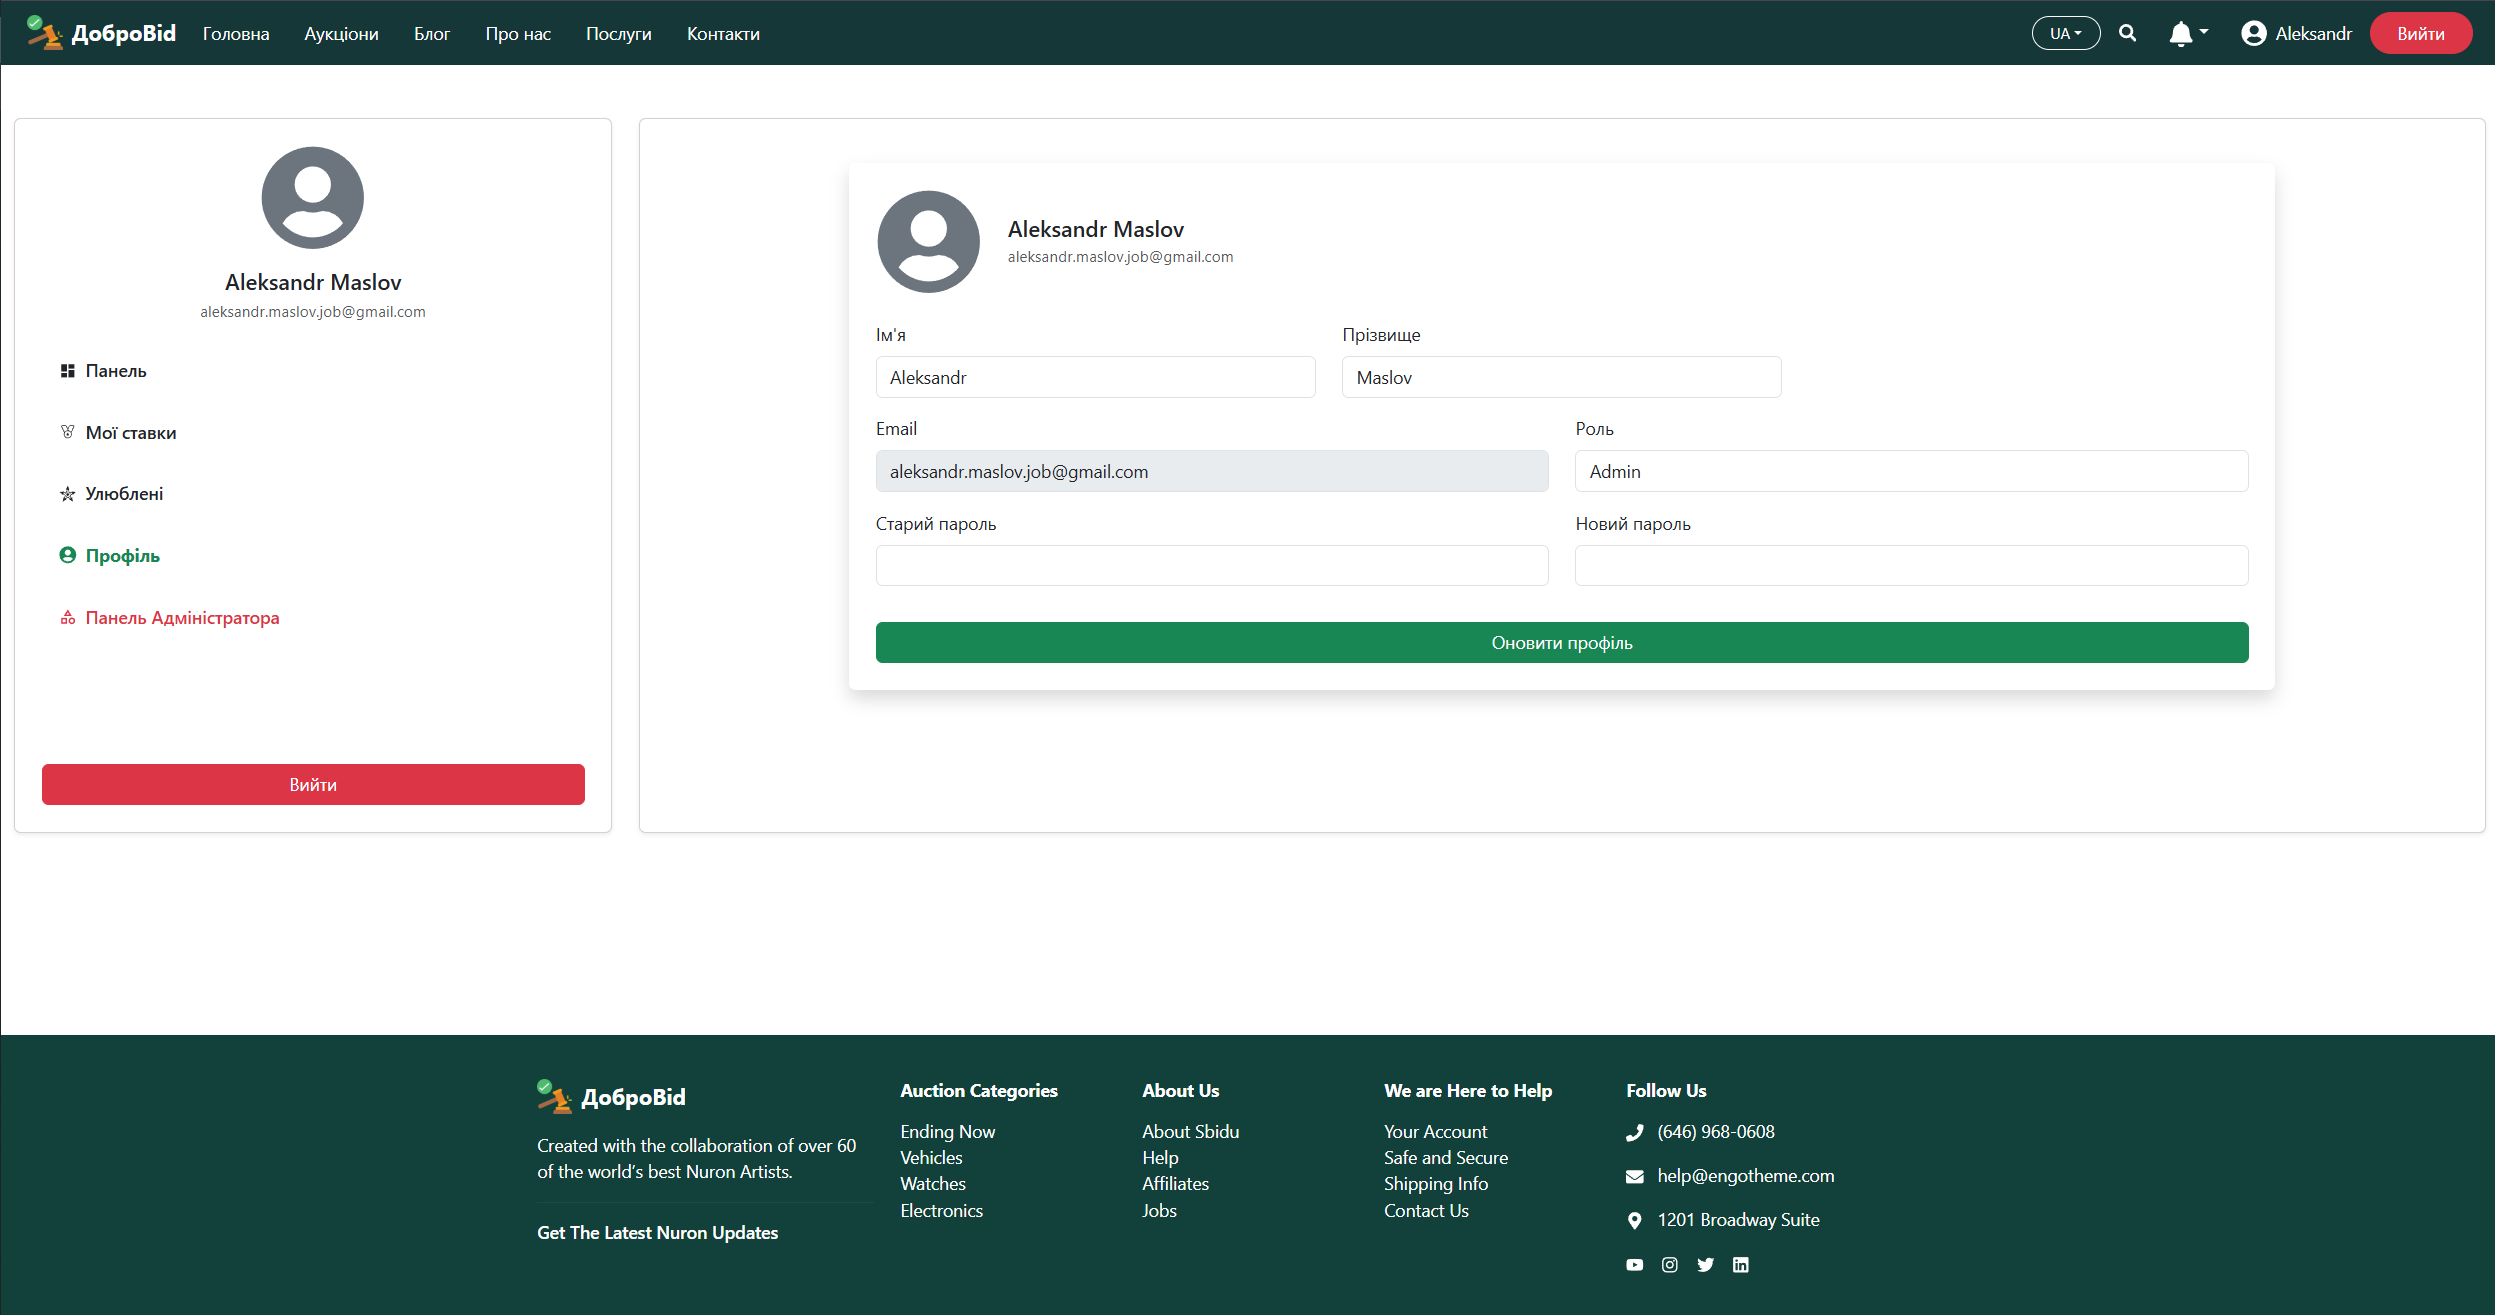 ДоброBid Головна Аукціони Блог Про нас Послуги Контакти UA Aleksandr Вийти
Aleksandr Maslov
aleksandr.maslov.job@gmail.com
Панель
Мої ставки
Улюблені
Профіль
Панель Адміністратора
Вийти
Aleksandr Maslov
aleksandr.maslov.job@gmail.com
Ім'я Прізвище
Aleksandr Maslov
Email Роль
aleksandr.maslov.job@gmail.com Admin
Старий пароль Новий пароль
Оновити профіль
ДоброBid
Created with the collaboration of over 60
of the world’s best Nuron Artists.
Get The Latest Nuron Updates
Auction Categories
Ending Now
Vehicles
Watches
Electronics
About Us
About Sbidu
Help
Affiliates
Jobs
We are Here to Help
Your Account
Safe and Secure
Shipping Info
Contact Us
Follow Us
(646) 968-0608
help@engotheme.com
1201 Broadway Suite